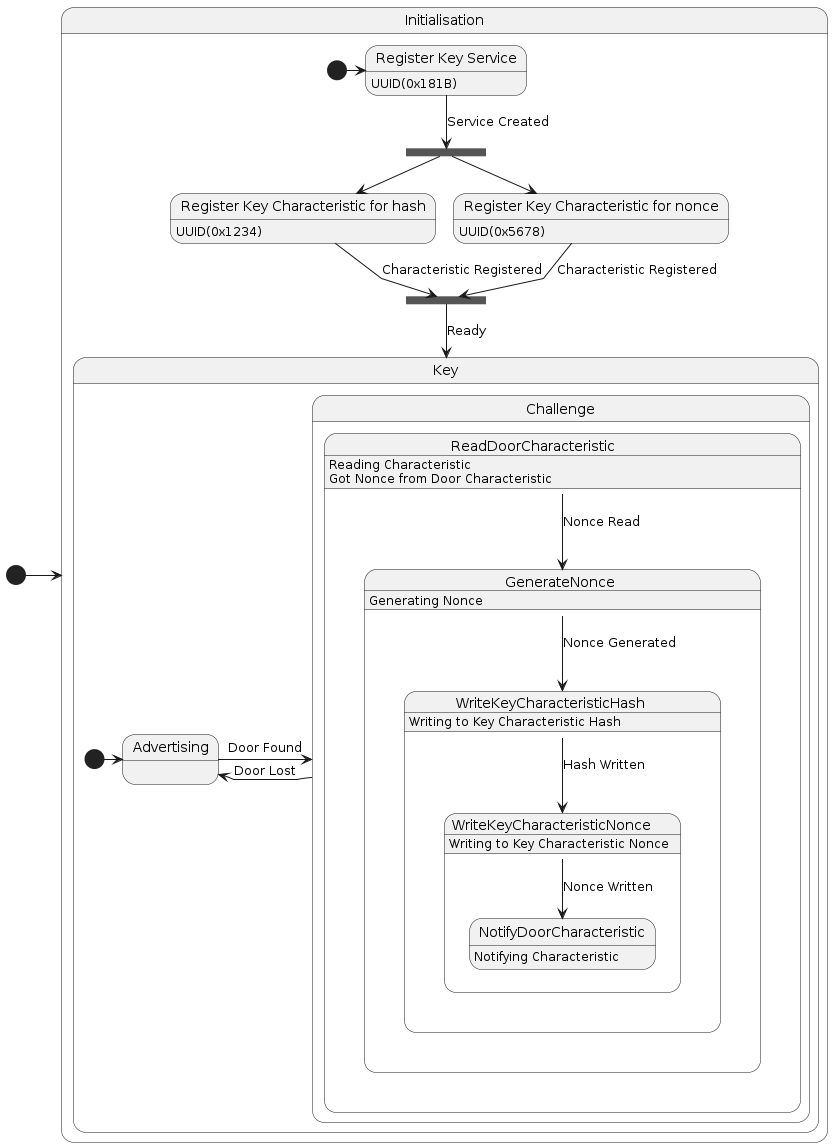 Initialisation
Register Key Service
UUID(0x181B)
Service Created
Register Key Characteristic for hash
UUID(0x1234)
Register Key Characteristic for nonce
UUID(0x5678)
Characteristic Registered
Characteristic Registered
Ready
Key
Challenge
ReadDoorCharacteristic
Reading Characteristic
Got Nonce from Door Characteristic
Nonce Read
GenerateNonce
Generating Nonce
Nonce Generated
WriteKeyCharacteristicHash
Writing to Key Characteristic Hash
Advertising
Door Found
Door Lost
Hash Written
WriteKeyCharacteristicNonce
Writing to Key Characteristic Nonce
Nonce Written
NotifyDoorCharacteristic
Notifying Characteristic